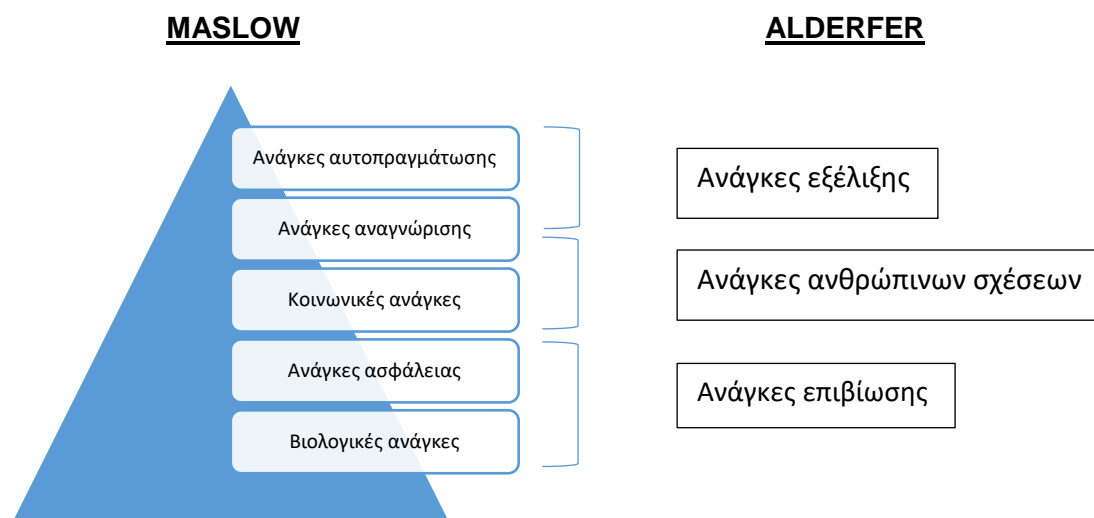 MASLOW
ALDERFER
Ανάγκες αυτοπραγμάτωσης
Ανάγκες αναγνώρισης
Κοινωνικές ανάγκες
Ανάγκες ασφάλειας
Βιολογικές ανάγκες
Ανάγκες εξέλιξης
Ανάγκες ανθρώπινων σχέσεων
Ανάγκες επιβίωσης